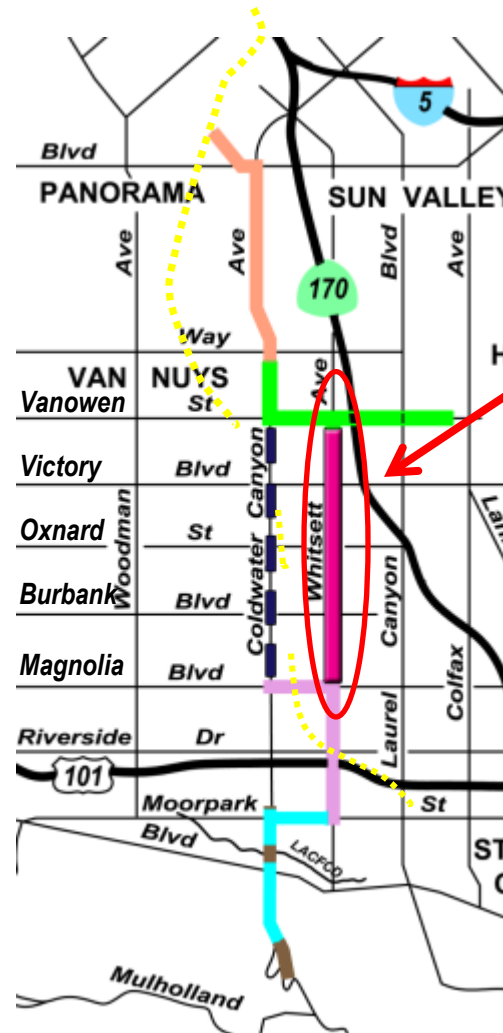 5
Blvd
PANORAMA
SUN VALLEY
Ave
Ave
Blvd
Ave
170
Way
H
VAN NUYS
Ave
Vanowen St
Victory Blvd
Oxnard St
Burbank Blvd
Magnolia Blvd
Woodman
Coldwater Canyon
Whitsett
Laurel Canyon
Colfax
Riverside Dr
101
Moorpark St
Blvd
LACFCD
ST
Mulholland